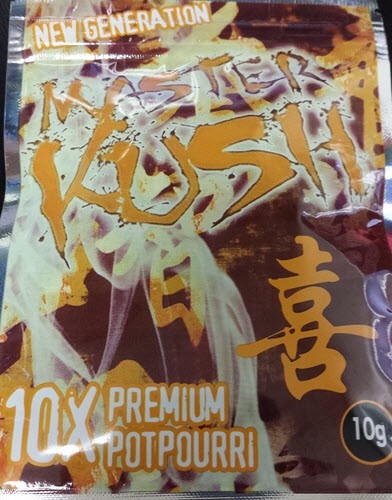 NEW GENERATION
MASTER
KUSH
喜
10X PREMIUM
POTPOURRI
10g